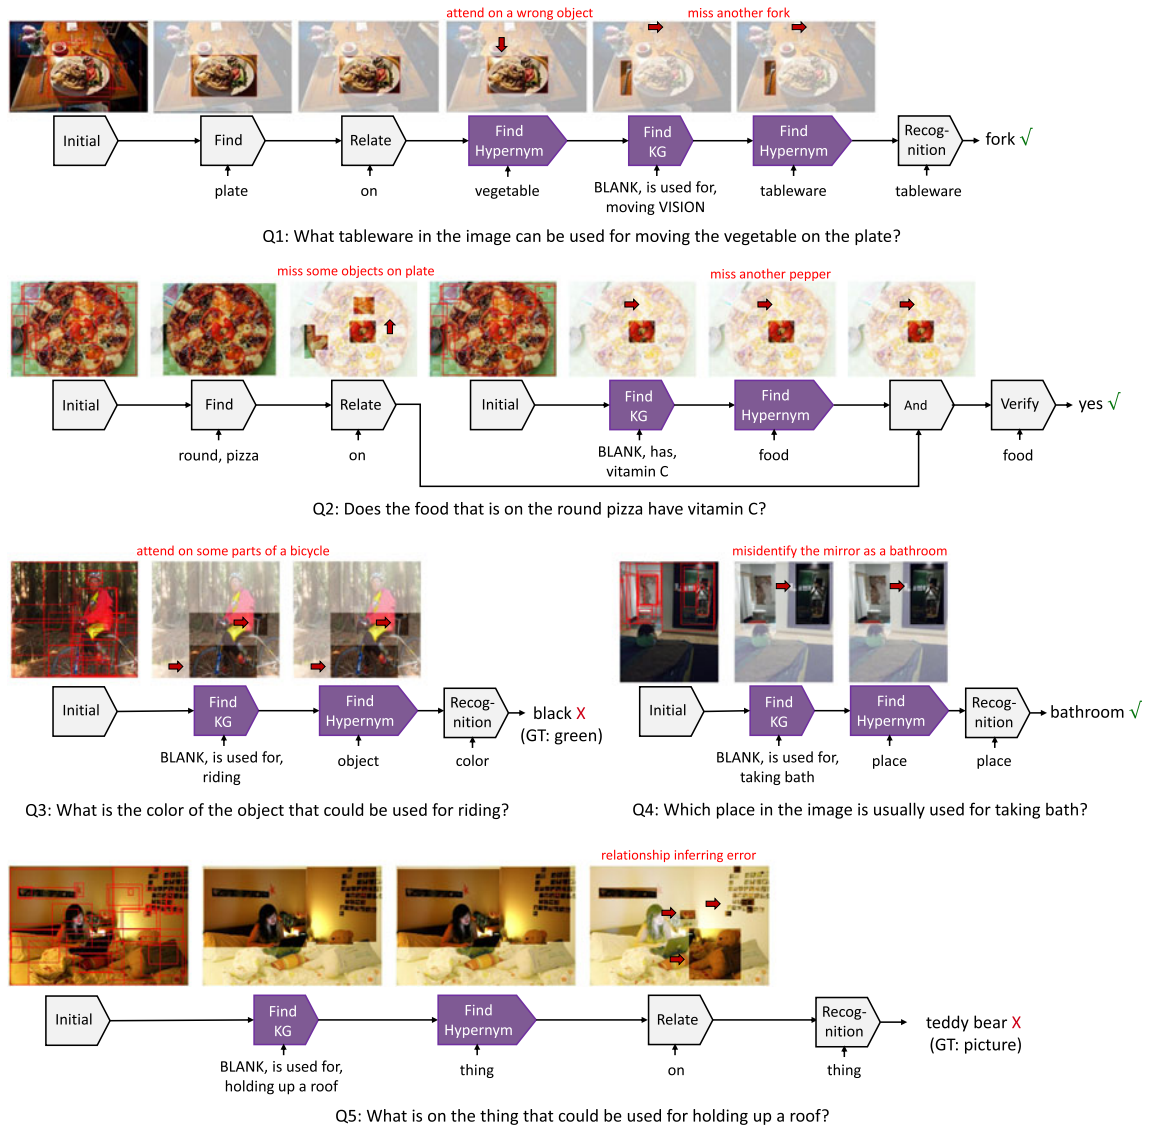 attend on a wrong object
miss another fork
Initial
Find
Relate
Find
Hypernym
Find
KG
Find
Hypernym
Recog-
nition
fork √
plate
on
vegetable
BLANK, is used for,
moving VISION
tableware
tableware
Q1: What tableware in the image can be used for moving the vegetable on the plate?
miss some objects on plate
miss another pepper
Initial
Find
Relate
Initial
Find
KG
Find
Hypernym
And
Verify
yes √
round, pizza
on
BLANK, has,
vitamin C
food
food
Q2: Does the food that is on the round pizza have vitamin C?
attend on some parts of a bicycle
Initial
Find
KG
Find
Hypernym
Recog-
nition
black X
(GT: green)
BLANK, is used for,
riding
object
color
Q3: What is the color of the object that could be used for riding?
misidentify the mirror as a bathroom
Initial
Find
KG
Find
Hypernym
Recog-
nition
bathroom √
BLANK, is used for,
taking bath
place
place
Q4: Which place in the image is usually used for taking bath?
relationship inferring error
Initial
Find
KG
Find
Hypernym
Relate
Recog-
nition
teddy bear X
(GT: picture)
BLANK, is used for,
holding up a roof
thing
on
thing
Q5: What is on the thing that could be used for holding up a roof?